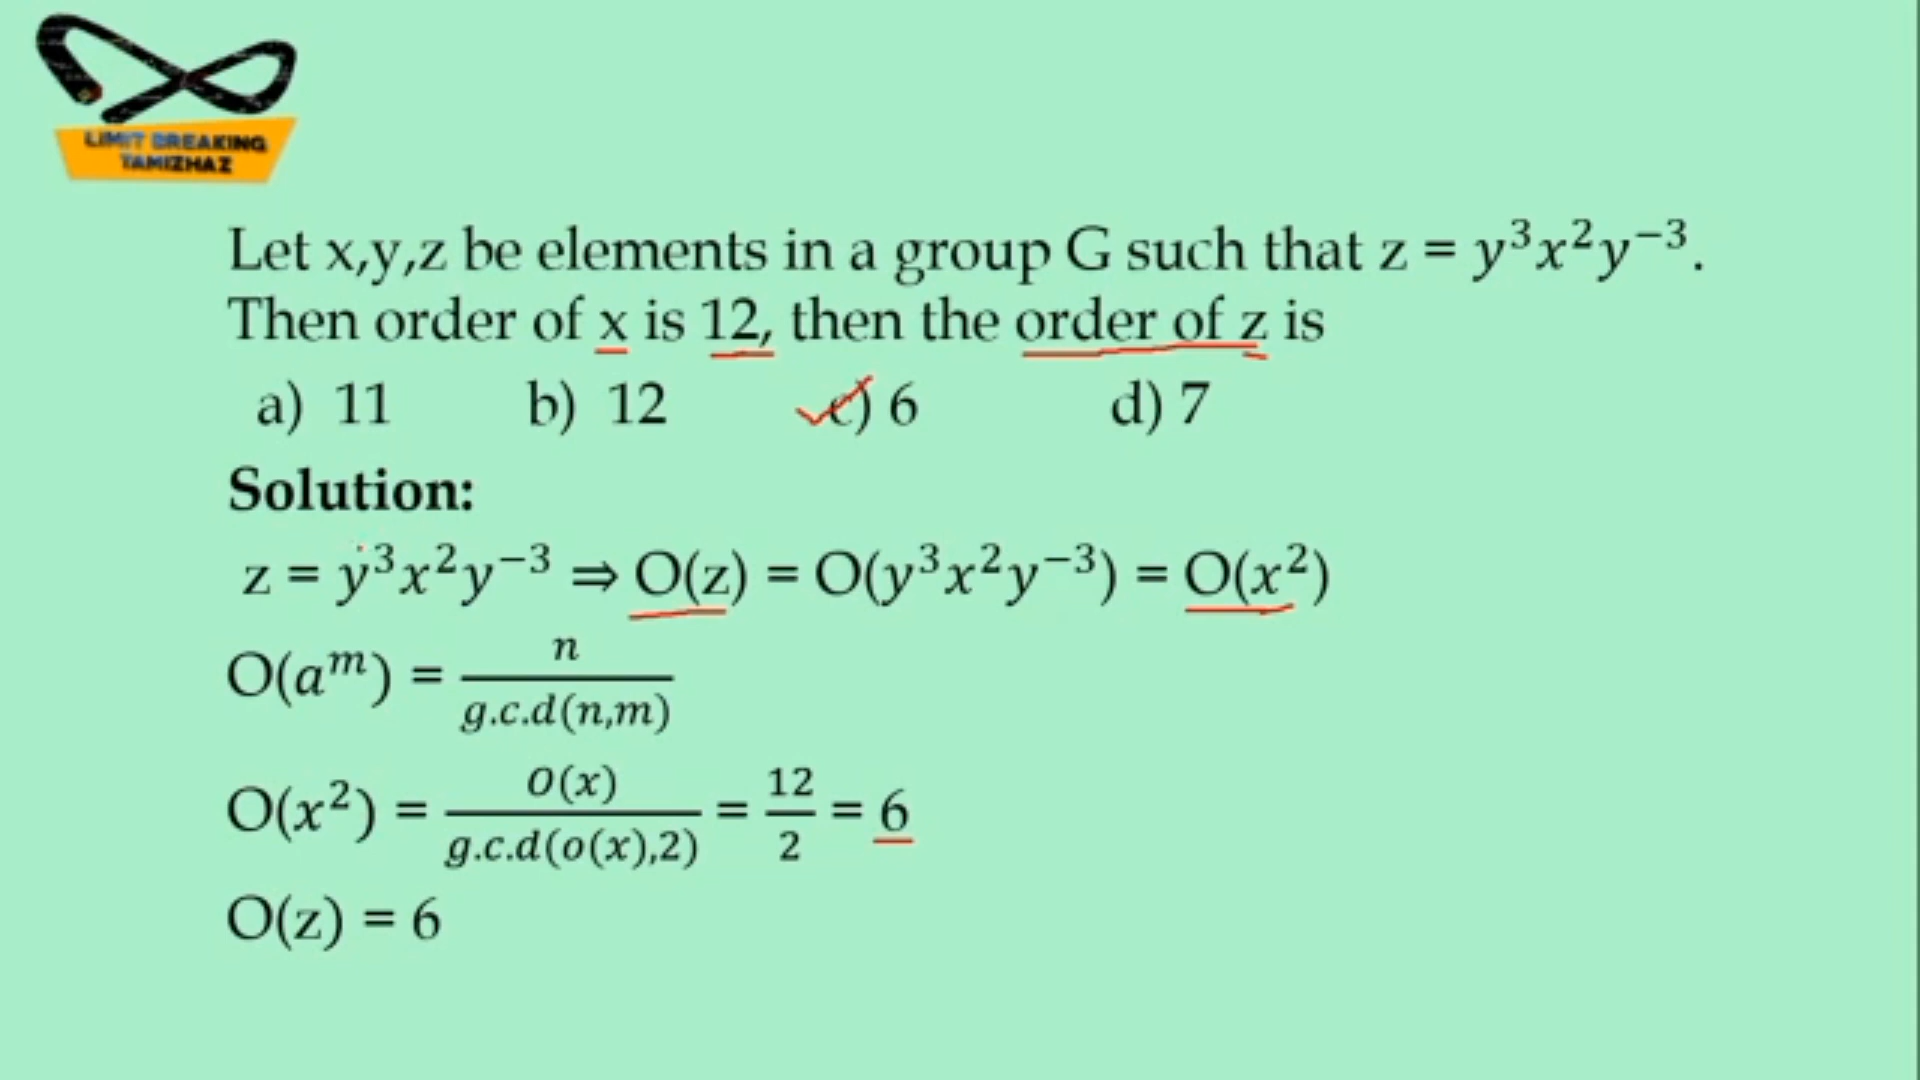 LIMIT BREAKING
TAMIZHAZ
Let x,y,z be elements in a group G such that z = y³x²y⁻³.
Then order of x is 12, then the order of z is
a) 11 b) 12 c) 6 d) 7
Solution:
z = y³x²y⁻³ ⇒ O(z) = O(y³x²y⁻³) = O(x²)
O(aᵐ) = n / g.c.d(n,m)
O(x²) = O(x) / g.c.d(o(x),2) = 12 / 2 = 6
O(z) = 6